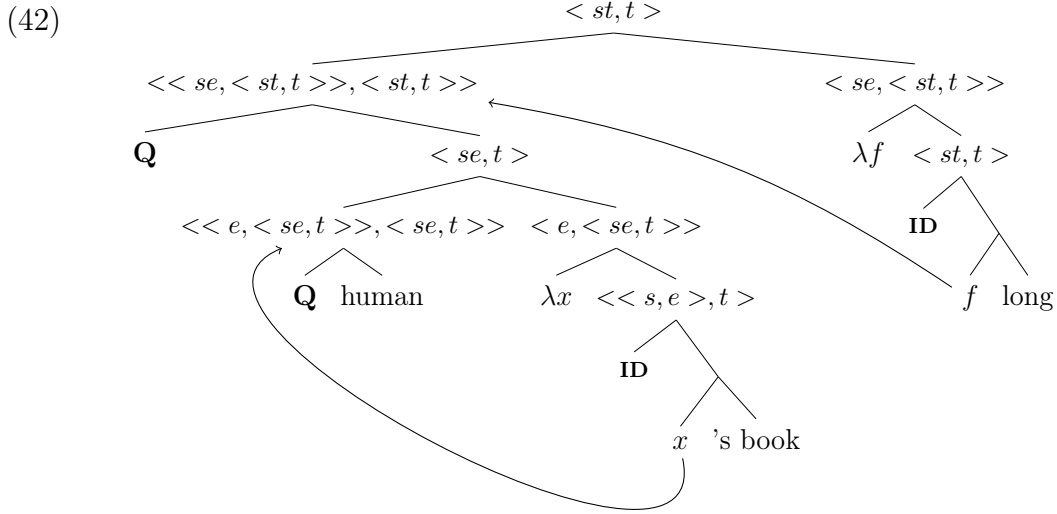 (42)
< st, t >
<< se, < st, t >>, < st, t >> < se, < st, t >>
Q < se, t > λf < st, t >
<< e, < se, t >>, < se, t >> < e, < se, t >> ID
Q human λx << s, e >, t > f long
ID
x 's book